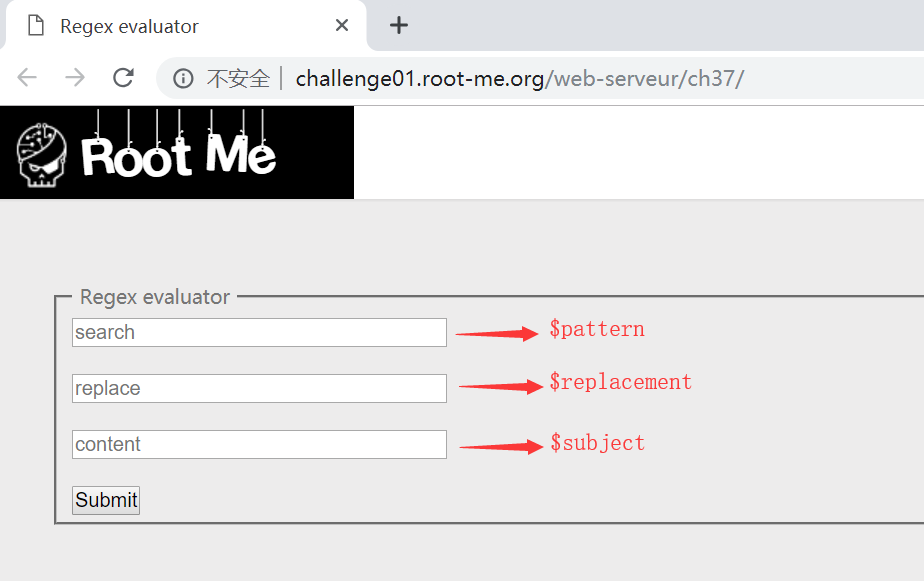 Regex evaluator
不安全 challenge01.root-me.org/web-serveur/ch37/
Root Me
Regex evaluator
search $pattern
replace $replacement
content $subject
Submit